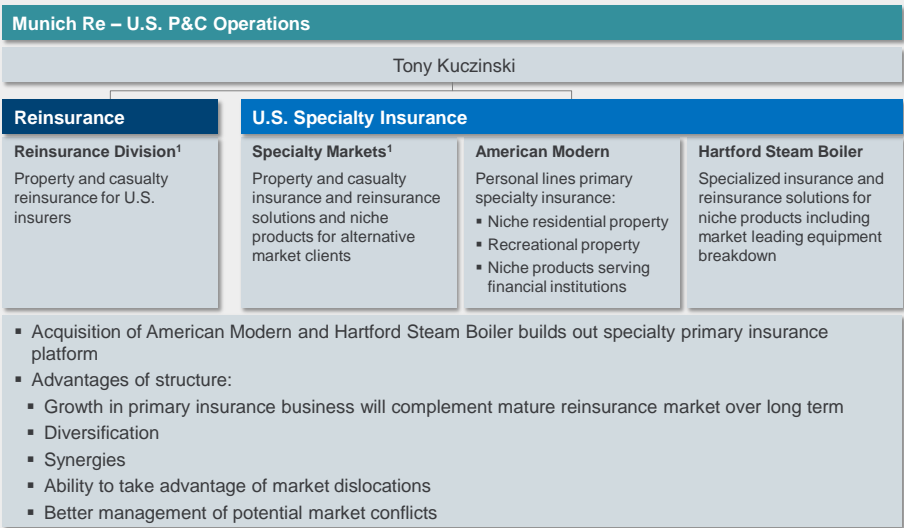 Munich Re – U.S. P&C Operations
Tony Kuczinski
Reinsurance
U.S. Specialty Insurance
Reinsurance Division¹
Property and casualty
reinsurance for U.S.
insurers
Specialty Markets¹
Property and casualty
insurance and reinsurance
solutions and niche
products for alternative
market clients
American Modern
Personal lines primary
specialty insurance:
▪ Niche residential property
▪ Recreational property
▪ Niche products serving
financial institutions
Hartford Steam Boiler
Specialized insurance and
reinsurance solutions for
niche products including
market leading equipment
breakdown
▪ Acquisition of American Modern and Hartford Steam Boiler builds out specialty primary insurance
platform
▪ Advantages of structure:
▪ Growth in primary insurance business will complement mature reinsurance market over long term
▪ Diversification
▪ Synergies
▪ Ability to take advantage of market dislocations
▪ Better management of potential market conflicts